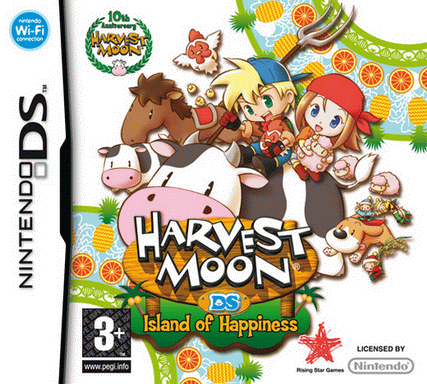 Nintendo
Wi-Fi
connection
10th
Anniversary
HARVEST
MOON
NINTENDO DS™
HARVEST
MOON®
DS
Island of Happiness
3+
www.pegi.info
Rising Star Games
LICENSED BY
Nintendo®